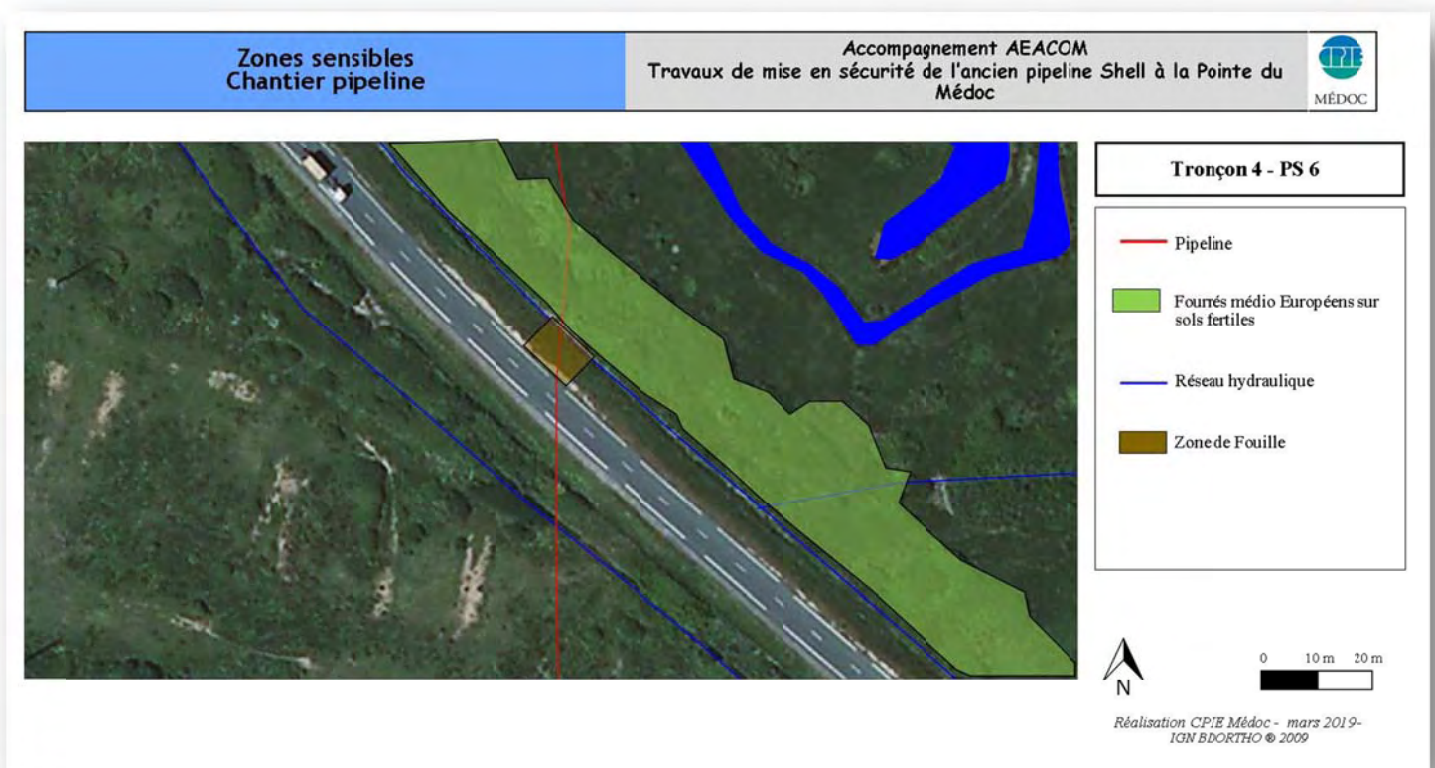 Zones sensibles
Chantier pipeline
Accompagnement AEACOM
Travaux de mise en sécurité de l'ancien pipeline Shell à la Pointe du
Médoc
CPIE
MÉDOC
Tronçon 4 - PS 6
Pipeline
Fourrés médio Européens sur
sols fertiles
Réseau hydraulique
Zone de Fouille
0 10 m 20 m
N
Réalisation CPIE Médoc - mars 2019-
IGN BDORTHO ® 2009